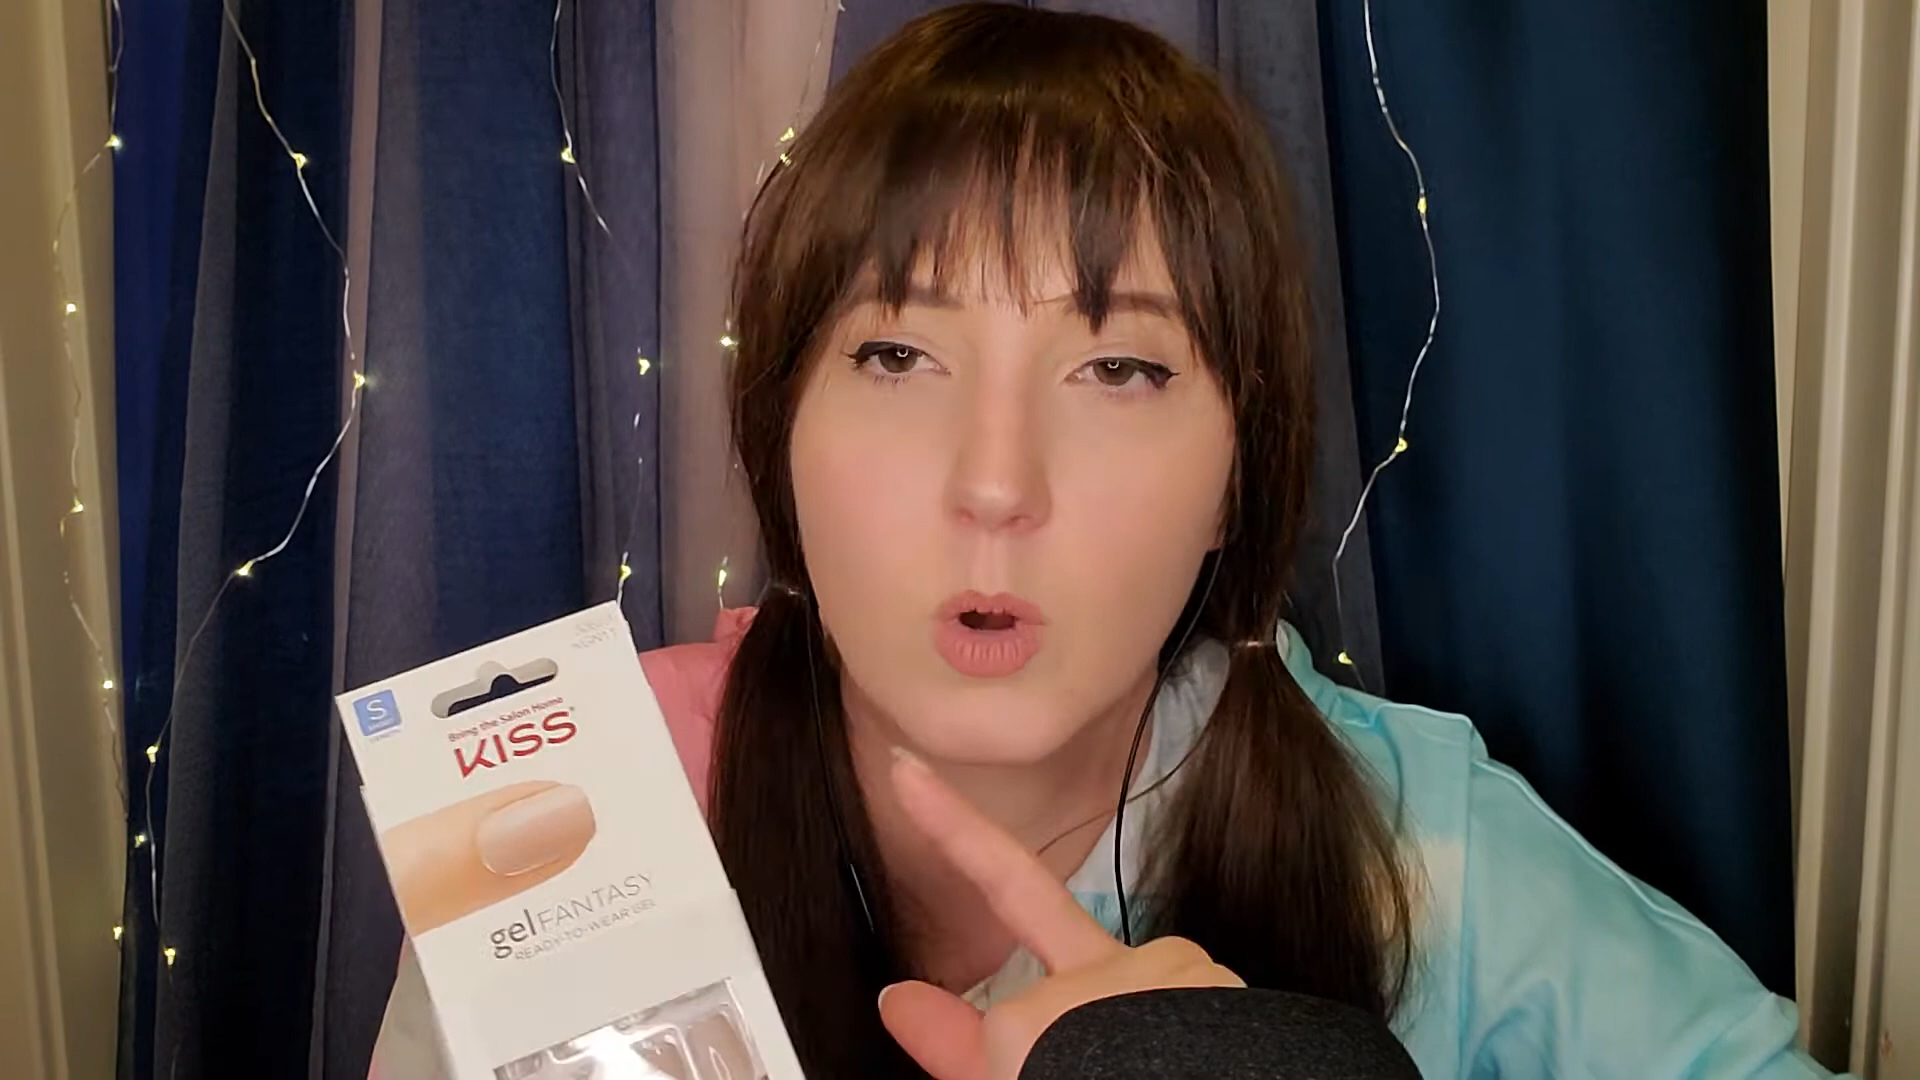 S
Bring the Salon Home
KISS
gel FANTASY
READY-TO-WEAR GEL